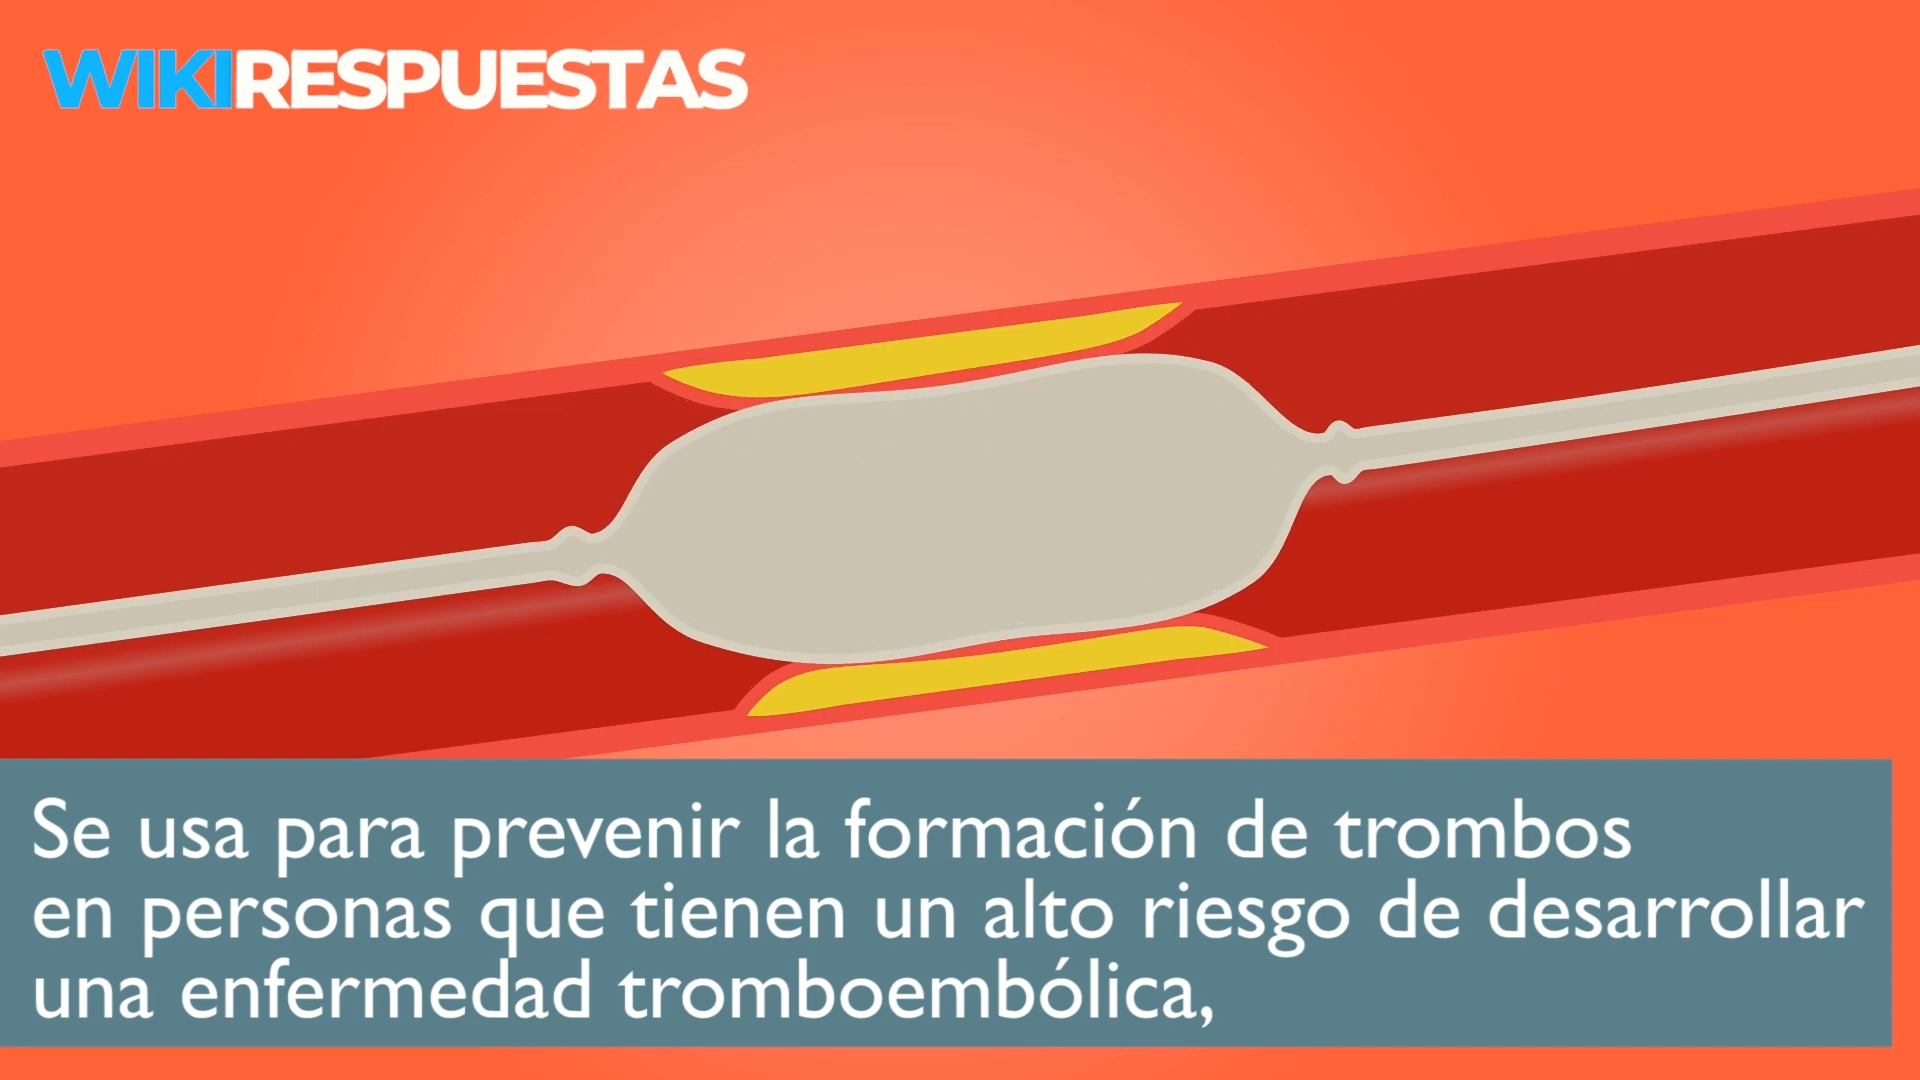 WIKIRESPUESTAS
Se usa para prevenir la formación de trombos
en personas que tienen un alto riesgo de desarrollar
una enfermedad tromboembólica,